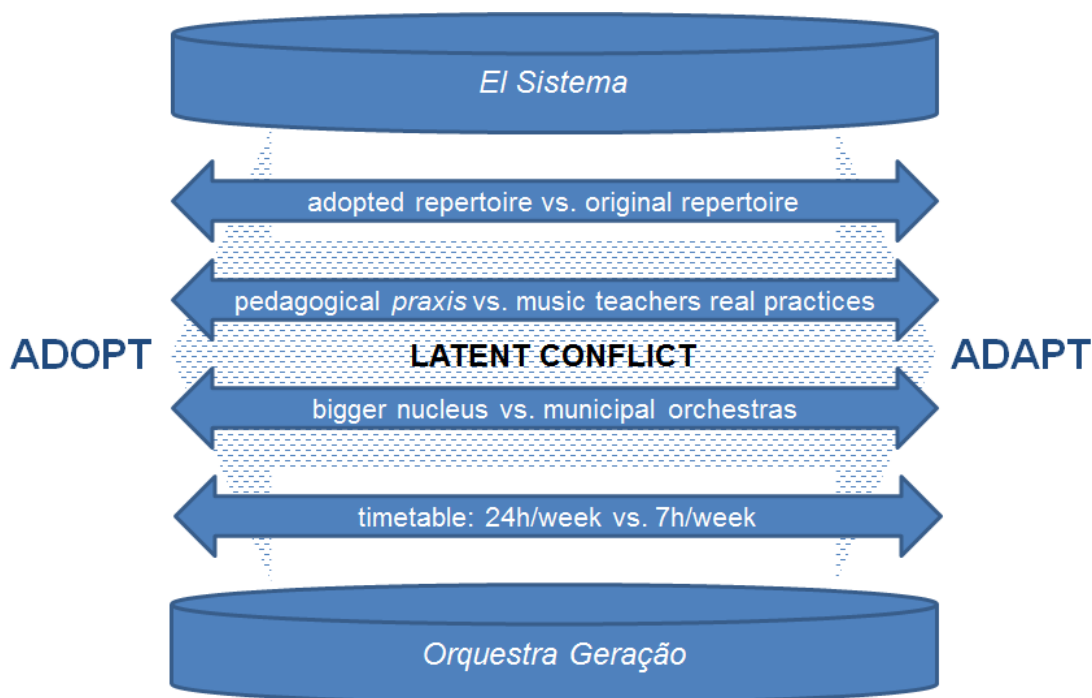 El Sistema
adopted repertoire vs. original repertoire
pedagogical praxis vs. music teachers real practices
ADOPT
LATENT CONFLICT
ADAPT
bigger nucleus vs. municipal orchestras
timetable: 24h/week vs. 7h/week
Orquestra Geração